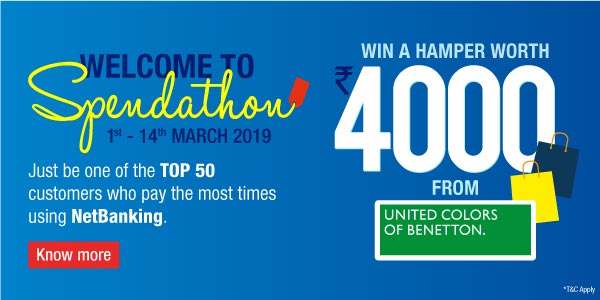 WELCOME TO
Spendathon
1st - 14th MARCH 2019
Just be one of the TOP 50
customers who pay the most times
using NetBanking.
Know more
WIN A HAMPER WORTH
₹4000
FROM
UNITED COLORS
OF BENETTON.
*T&C Apply